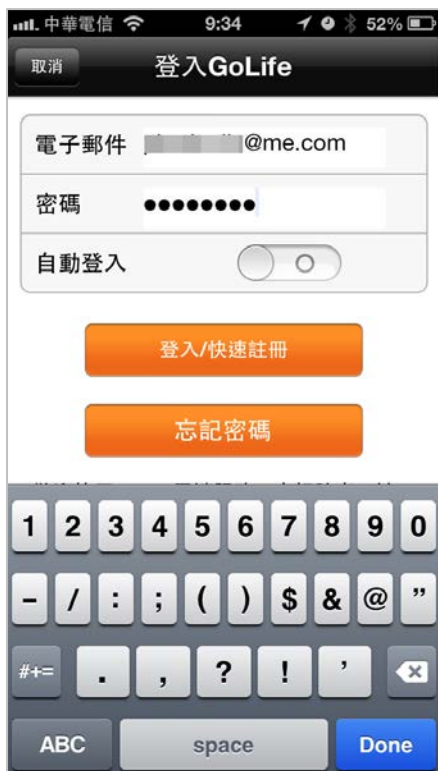 中華電信 9:34 52%
取消 登入GoLife
電子郵件 @me.com
密碼 ●●●●●●●●
自動登入
登入/快速註冊
忘記密碼
1 2 3 4 5 6 7 8 9 0
- / : ; ( ) $ & @ ”
#+= . , ? ! ’
ABC space Done